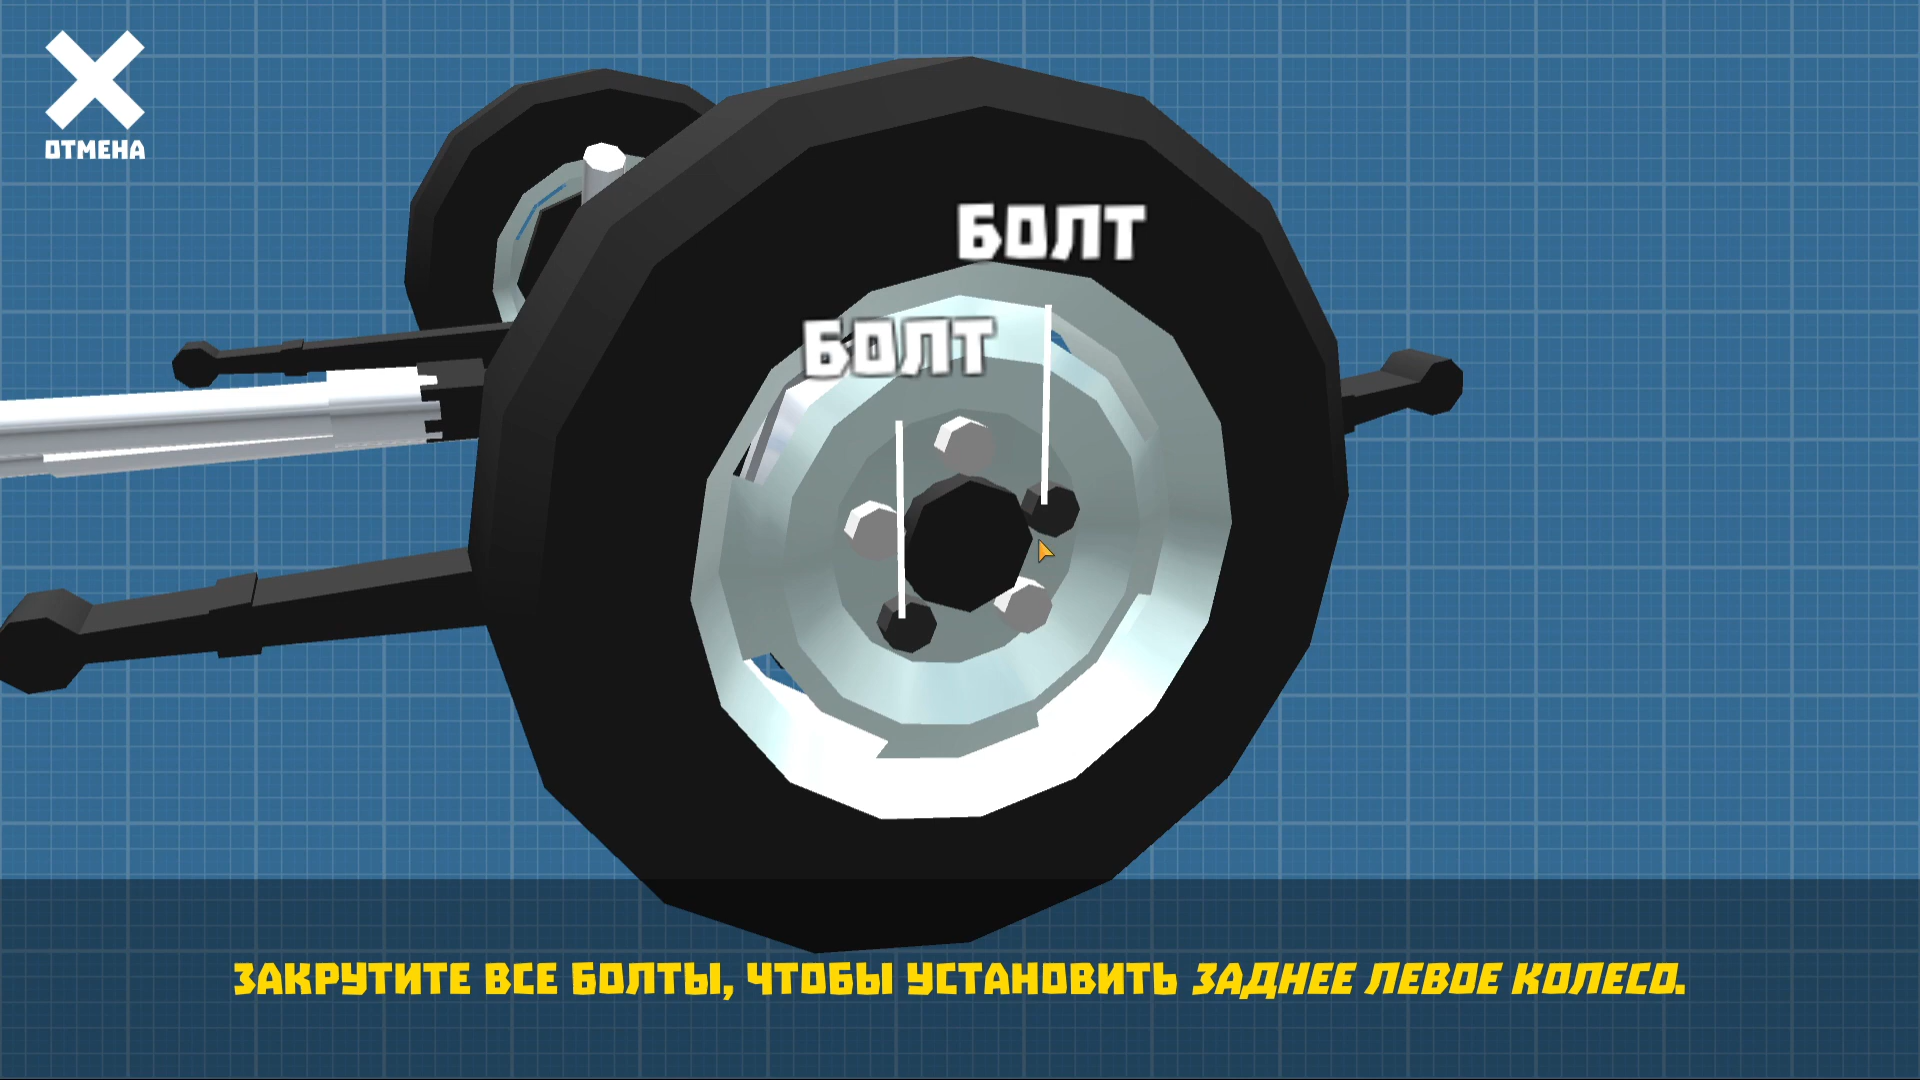 ОТМЕНА
БОЛТ
БОЛТ
ЗАКРУТИТЕ ВСЕ БОЛТЫ, ЧТОБЫ УСТАНОВИТЬ ЗАДНЕЕ ЛЕВОЕ КОЛЕСО.